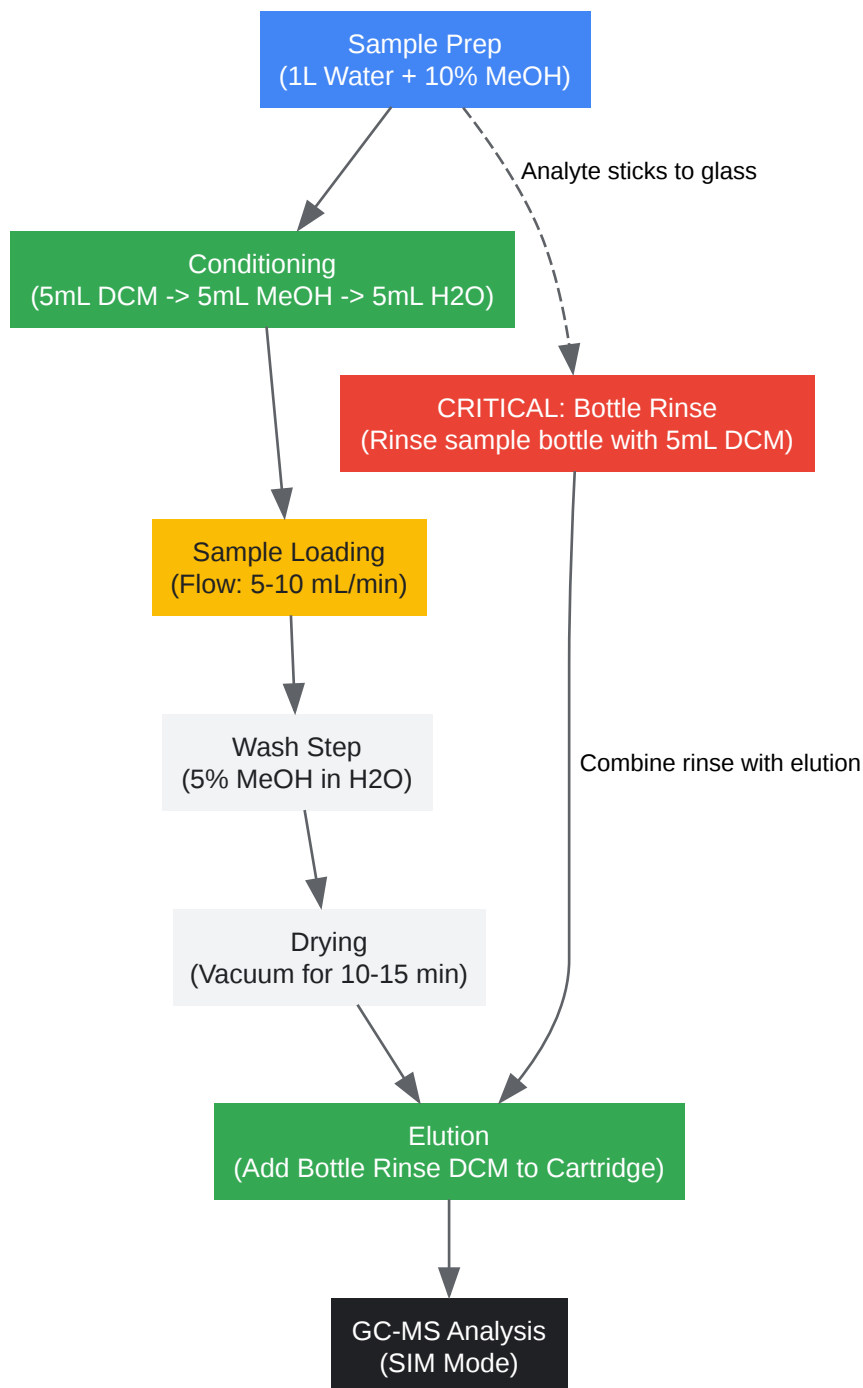 Sample Prep
(1L Water + 10% MeOH)
Analyte sticks to glass
Conditioning
(5mL DCM -> 5mL MeOH -> 5mL H2O)
CRITICAL: Bottle Rinse
(Rinse sample bottle with 5mL DCM)
Sample Loading
(Flow: 5-10 mL/min)
Wash Step
(5% MeOH in H2O)
Combine rinse with elution
Drying
(Vacuum for 10-15 min)
Elution
(Add Bottle Rinse DCM to Cartridge)
GC-MS Analysis
(SIM Mode)